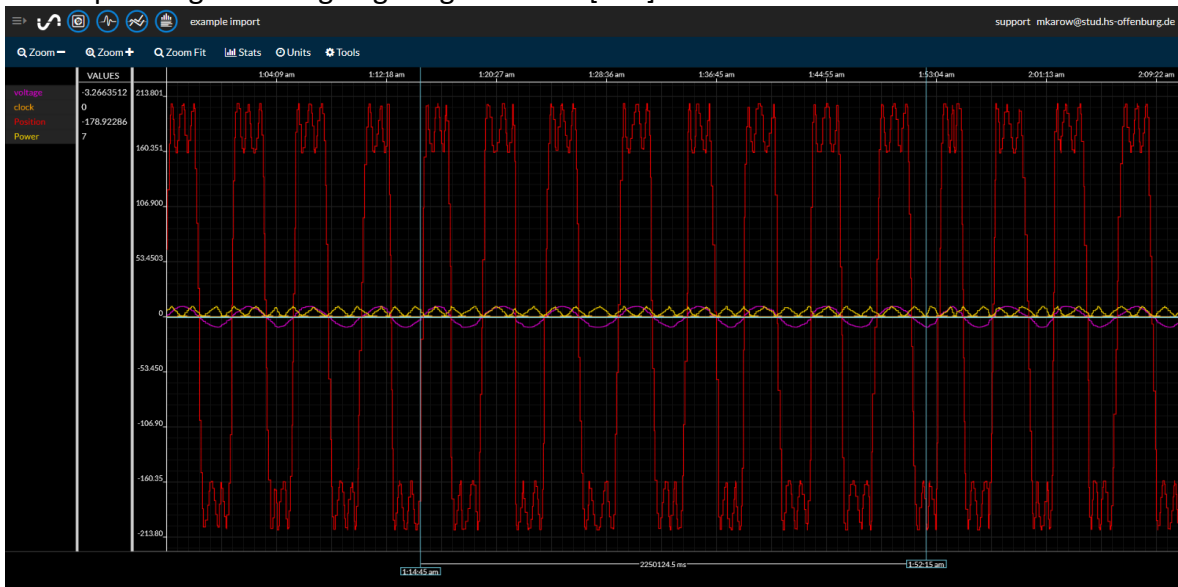 example import support mkarow@stud.hs-offenburg.de
Zoom Zoom Zoom Fit Stats Units Tools
VALUES 1:04:09 am 1:12:18 am 1:20:27 am 1:28:36 am 1:36:45 am 1:44:55 am 1:53:04 am 2:01:13 am 2:09:22 am
voltage -3.2663512 213.801
clock 0
Position -178.92286
Power 7
160.351
106.900
53.4503
0
-53.450
-106.90
-160.35
-213.80
2250124.5 ms
1:14:45 am 1:52:15 am